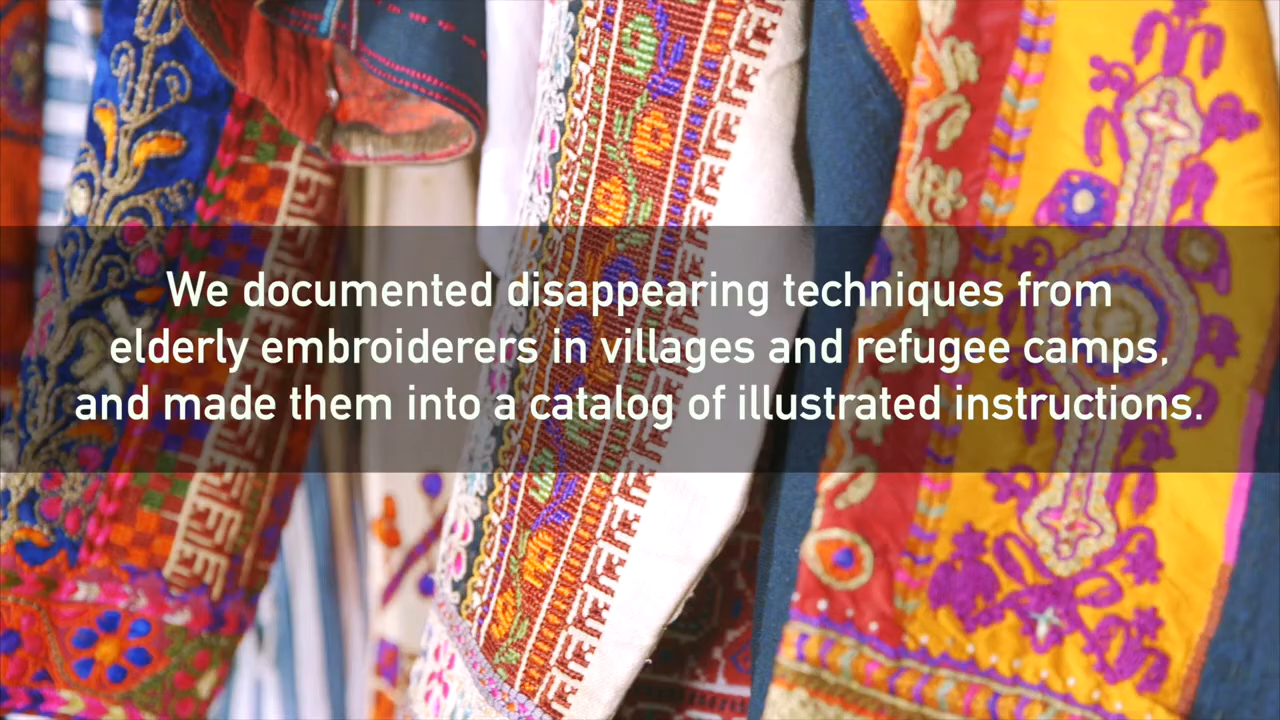 We documented disappearing techniques from
elderly embroiderers in villages and refugee camps,
and made them into a catalog of illustrated instructions.